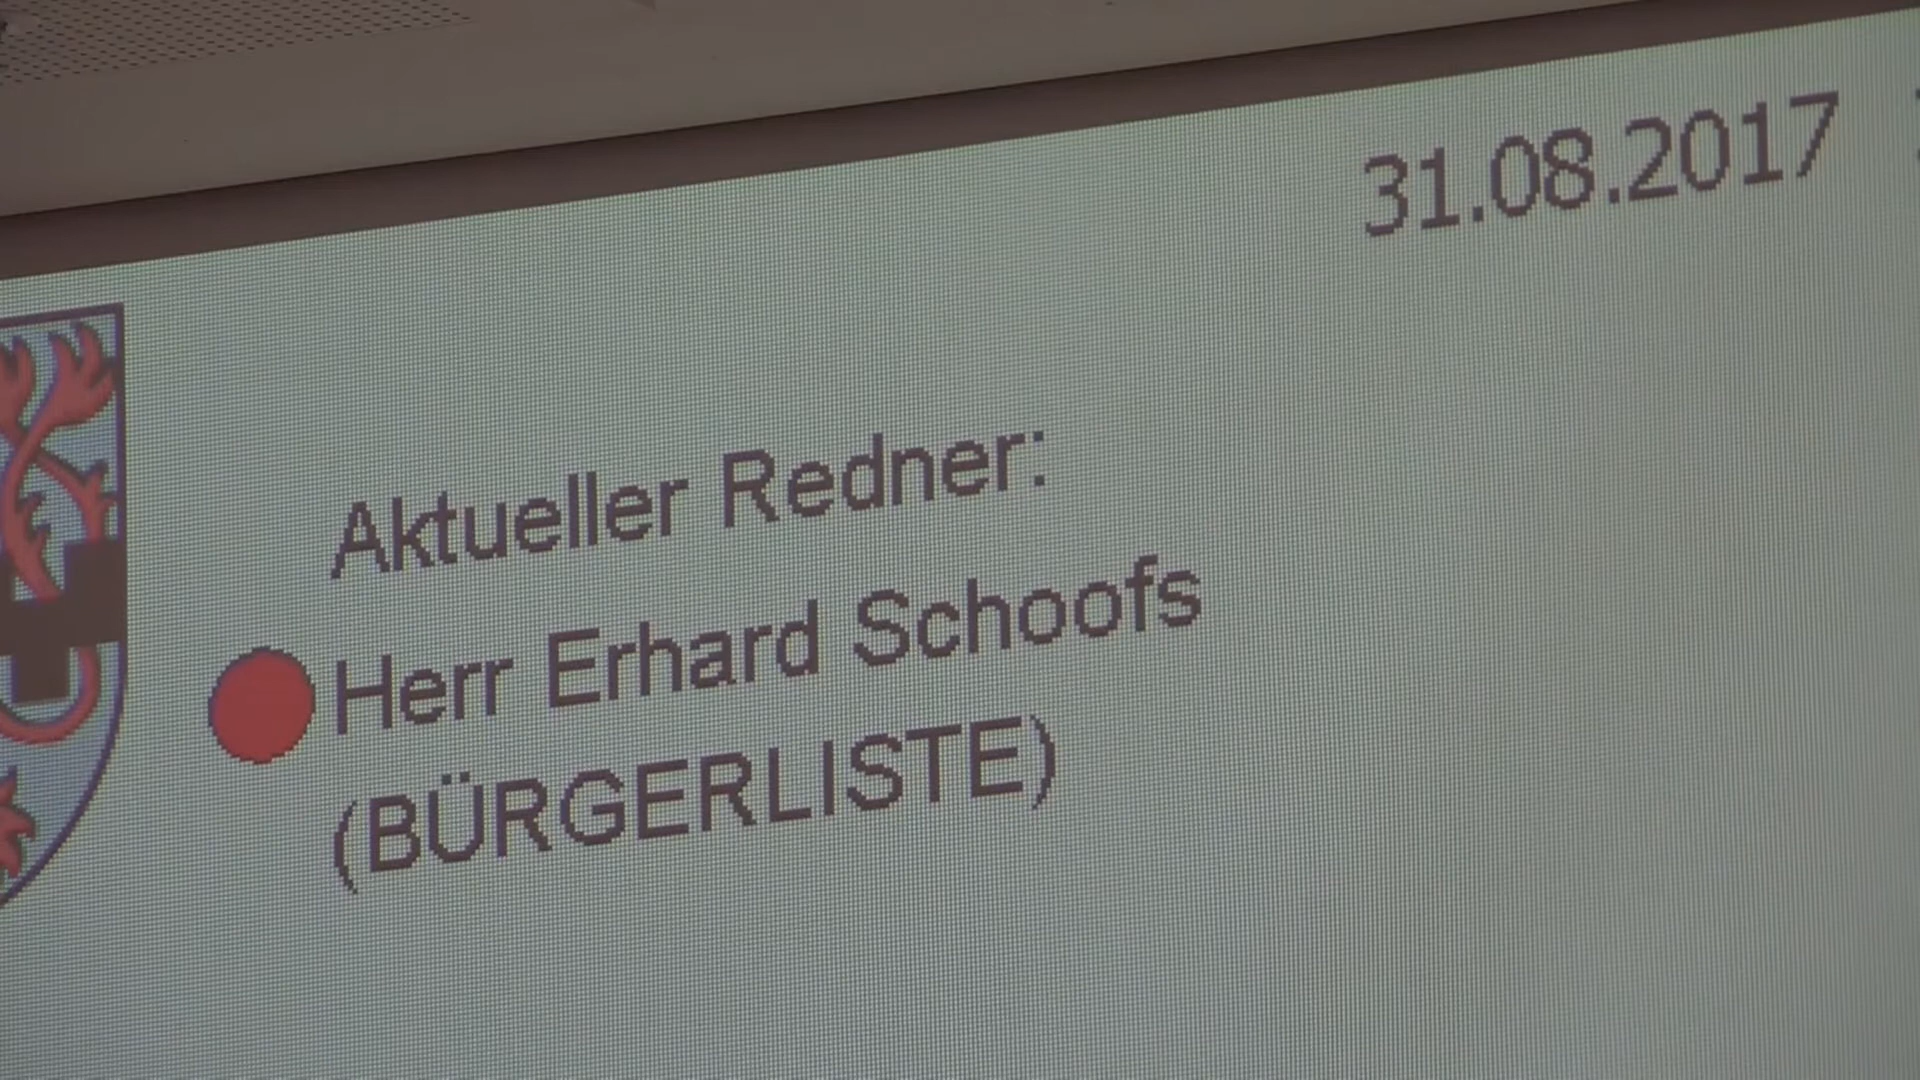 31.08.2017
Aktueller Redner:
Herr Erhard Schoofs
(BÜRGERLISTE)